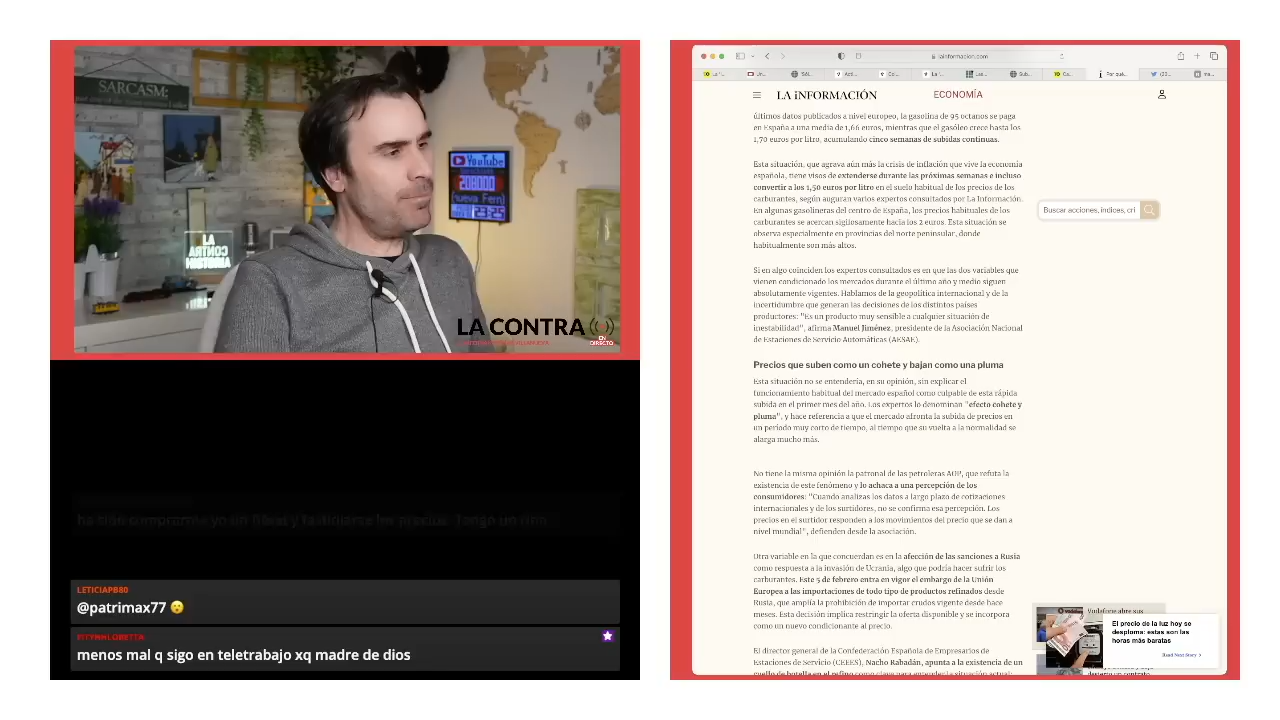 SARCASM:
YouTube
208000
LA CONTRA
EN
DIRECTO
LETICIAPB80
@patrimax77 😮
menos mal q sigo en teletrabajo xq madre de dios
lainformacion.com
LA iNFORMACIÓN
ECONOMÍA
últimos datos publicados a nivel europeo, la gasolina de 95 octanos se paga
en España a una media de 1,66 euros, mientras que el gasóleo crece hasta los
1,70 euros por litro, acumulando cinco semanas de subidas continuas.
Esta situación, que agrava aún más la crisis de inflación que vive la economía
española, tiene visos de extenderse durante las próximas semanas e incluso
convertir a los 1,50 euros por litro en el suelo habitual de los precios de los
carburantes, según auguran varios expertos consultados por La Información.
En algunas gasolineras del centro de España, los precios habituales de los
carburantes se acercan sigilosamente hacia los 2 euros. Esta situación se
observa especialmente en provincias del norte peninsular, donde
habitualmente son más altos.
Buscar acciones, índices, cri
Si en algo coinciden los expertos consultados es en que las dos variables que
vienen condicionado los mercados durante el último año y medio siguen
absolutamente vigentes. Hablamos de la geopolítica internacional y de la
incertidumbre que generan las decisiones de los distintos países
productores: "Es un producto muy sensible a cualquier situación de
inestabilidad", afirma Manuel Jiménez, presidente de la Asociación Nacional
de Estaciones de Servicio Automáticas (AESAE).
Precios que suben como un cohete y bajan como una pluma
Esta situación no se entendería, en su opinión, sin explicar el
funcionamiento habitual del mercado español como culpable de esta rápida
subida en el primer mes del año. Los expertos lo denominan "efecto cohete y
pluma", y hace referencia a que el mercado afronta la subida de precios en
un período muy corto de tiempo, al tiempo que su vuelta a la normalidad se
alarga mucho más.
No tiene la misma opinión la patronal de las petroleras AOP, que refuta la
existencia de este fenómeno y lo achaca a una percepción de los
consumidores: "Cuando analizas los datos a largo plazo de cotizaciones
internacionales y de los surtidores, no se confirma esa percepción. Los
precios en el surtidor responden a los movimientos del precio que se dan a
nivel mundial", defienden desde la asociación.
Otra variable en la que concuerdan es en la afección de las sanciones a Rusia
como respuesta a la invasión de Ucrania, algo que podría hacer sufrir los
carburantes. Este 5 de febrero entra en vigor el embargo de la Unión
Europea a las importaciones de todo tipo de productos refinados desde
Rusia, que amplía la prohibición de importar crudos vigente desde hace
meses. Esta decisión implica restringir la oferta disponible y se incorpora
como un nuevo condicionante al precio.
El director general de la Confederación Española de Empresarios de
Estaciones de Servicio (CEEES), Nacho Rabadán, apunta a la existencia de un
cuello de botella en el refino como clave para entender la situación actual:
Vodafone abre sus
El precio de la luz hoy se
desploma: estas son las
horas más baratas
Read Next Story >